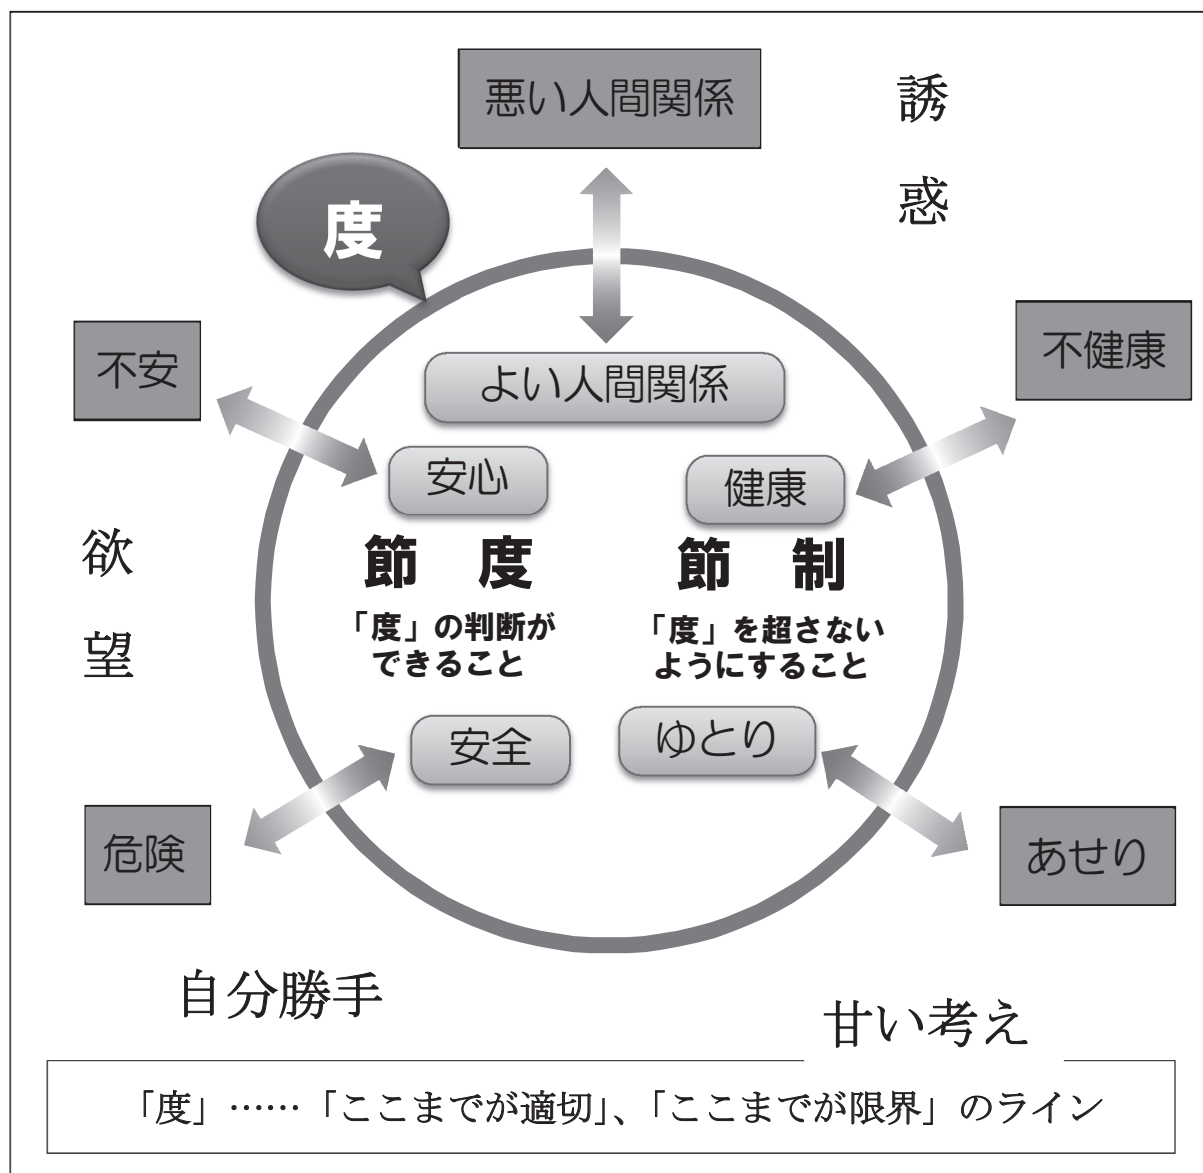 悪い人間関係
誘惑
度
不安
不健康
よい人間関係
安心
健康
欲望
節　度
「度」の判断が
できること
節　制
「度」を超さない
ようにすること
安全
ゆとり
危険
あせり
自分勝手
甘い考え
「度」……「ここまでが適切」、「ここまでが限界」のライン